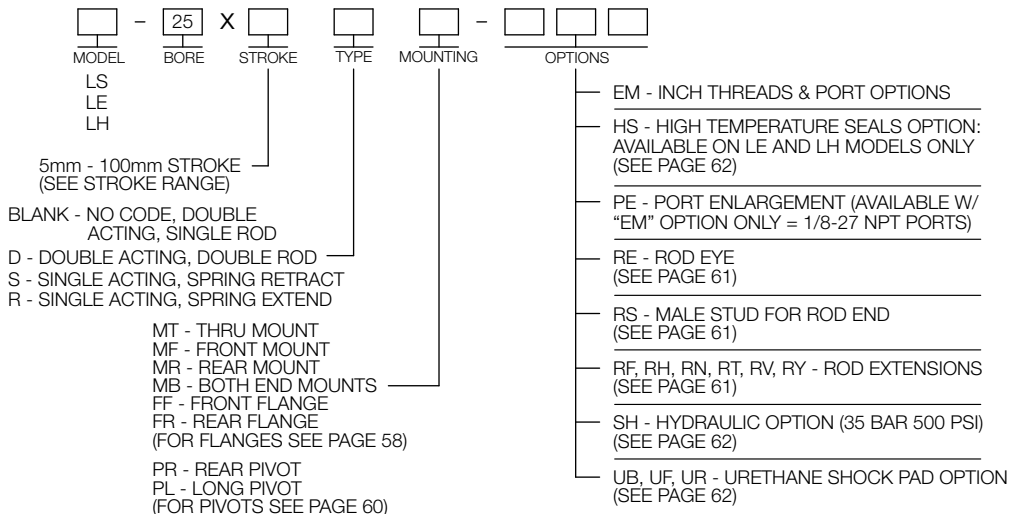 – 25 X –
MODEL BORE STROKE TYPE MOUNTING OPTIONS
LS
LE
LH
5mm - 100mm STROKE
(SEE STROKE RANGE)
BLANK - NO CODE, DOUBLE
ACTING, SINGLE ROD
D - DOUBLE ACTING, DOUBLE ROD
S - SINGLE ACTING, SPRING RETRACT
R - SINGLE ACTING, SPRING EXTEND
MT - THRU MOUNT
MF - FRONT MOUNT
MR - REAR MOUNT
MB - BOTH END MOUNTS
FF - FRONT FLANGE
FR - REAR FLANGE
(FOR FLANGES SEE PAGE 58)
PR - REAR PIVOT
PL - LONG PIVOT
(FOR PIVOTS SEE PAGE 60)
EM - INCH THREADS & PORT OPTIONS
HS - HIGH TEMPERATURE SEALS OPTION:
AVAILABLE ON LE AND LH MODELS ONLY
(SEE PAGE 62)
PE - PORT ENLARGEMENT (AVAILABLE W/
“EM” OPTION ONLY = 1/8-27 NPT PORTS)
RE - ROD EYE
(SEE PAGE 61)
RS - MALE STUD FOR ROD END
(SEE PAGE 61)
RF, RH, RN, RT, RV, RY - ROD EXTENSIONS
(SEE PAGE 61)
SH - HYDRAULIC OPTION (35 BAR 500 PSI)
(SEE PAGE 62)
UB, UF, UR - URETHANE SHOCK PAD OPTION
(SEE PAGE 62)